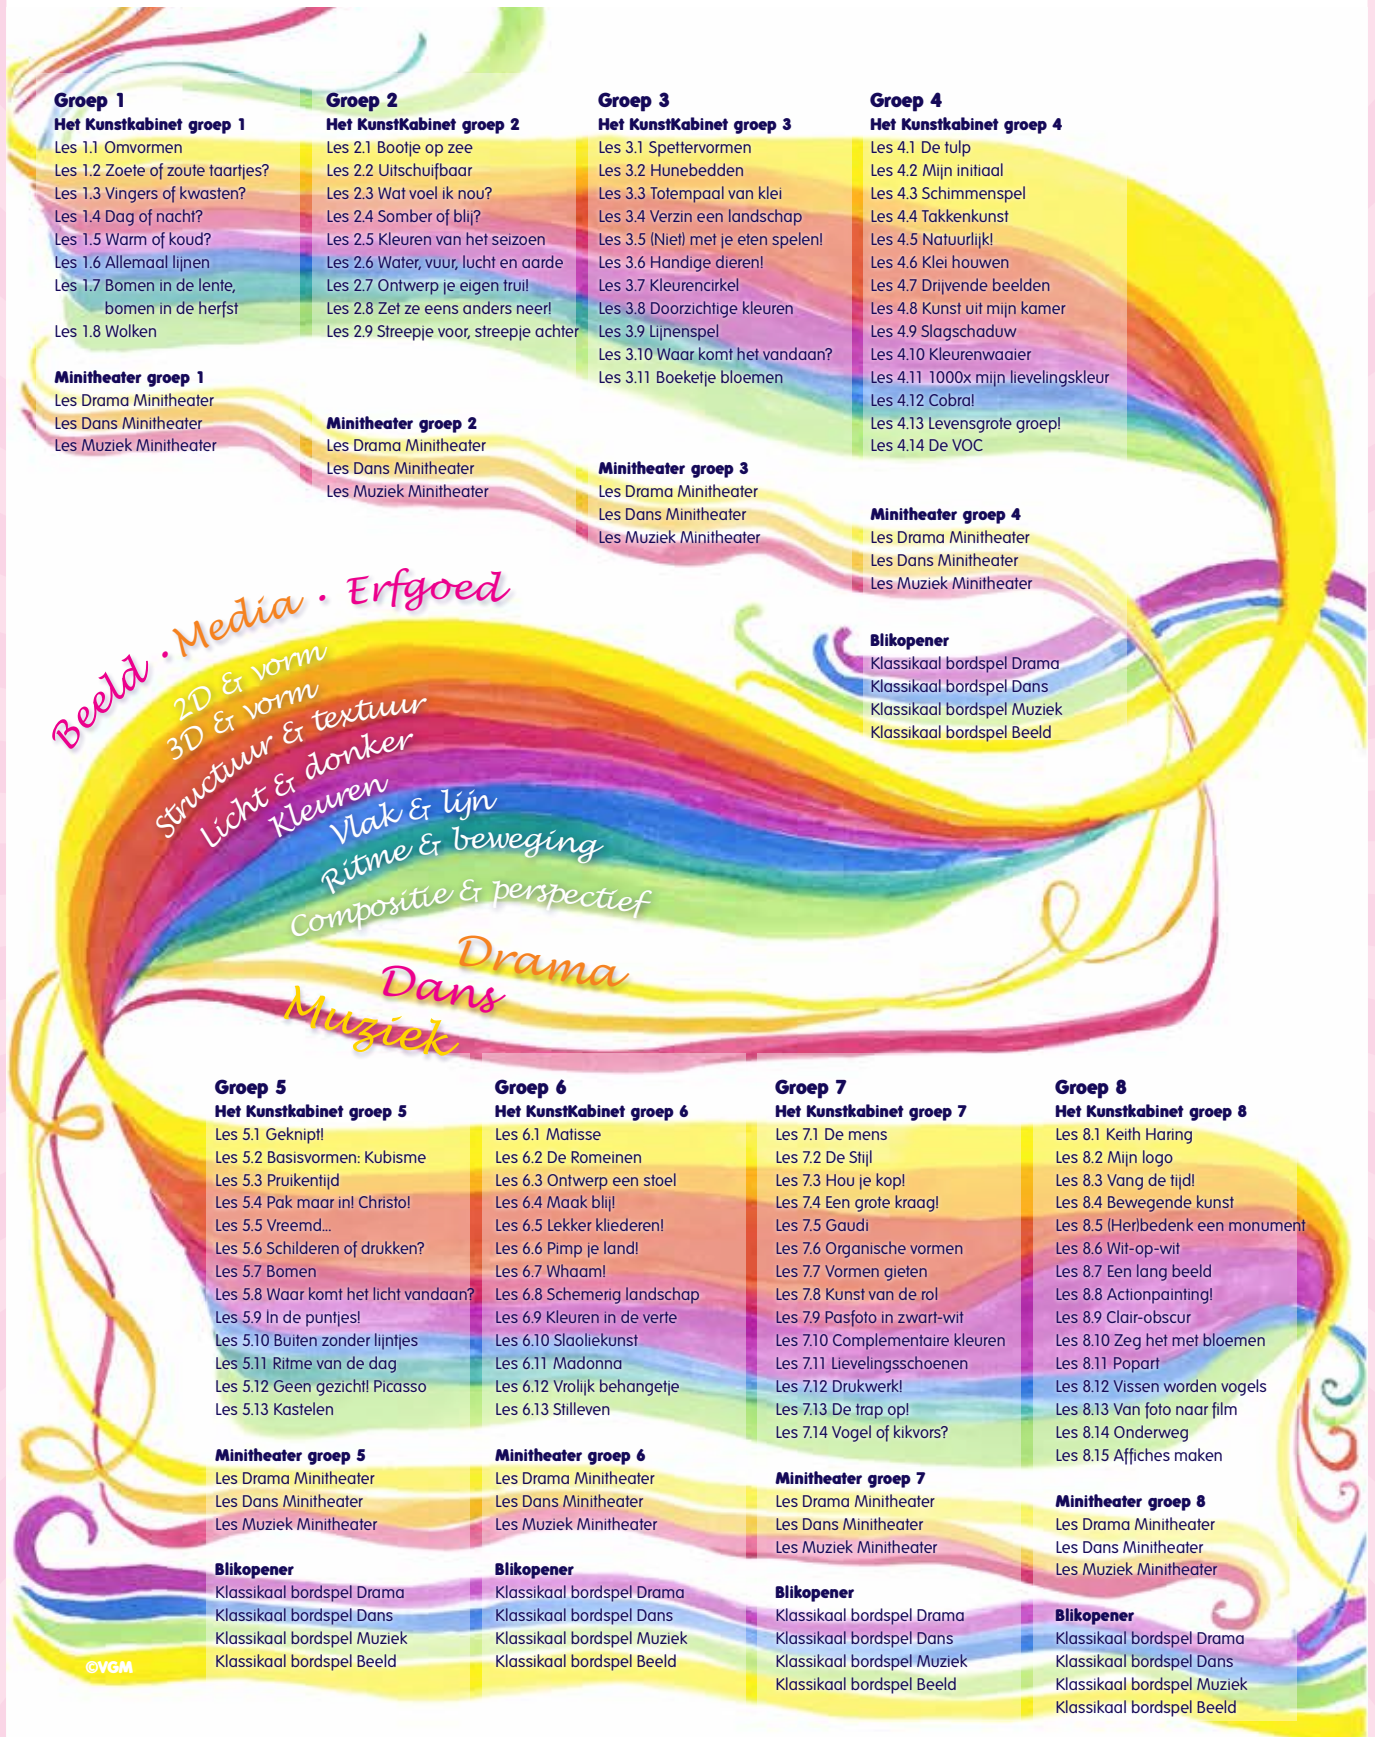 Groep 1
Het Kunstkabinet groep 1
Les 1.1 Omvormen
Les 1.2 Zoete of zoute taartjes?
Les 1.3 Vingers of kwasten?
Les 1.4 Dag of nacht?
Les 1.5 Warm of koud?
Les 1.6 Allemaal lijnen
Les 1.7 Bomen in de lente,
bomen in de herfst
Les 1.8 Wolken
Minitheater groep 1
Les Drama Minitheater
Les Dans Minitheater
Les Muziek Minitheater
Groep 2
Het KunstKabinet groep 2
Les 2.1 Bootje op zee
Les 2.2 Uitschuifbaar
Les 2.3 Wat voel ik nou?
Les 2.4 Somber of blij?
Les 2.5 Kleuren van het seizoen
Les 2.6 Water, vuur, lucht en aarde
Les 2.7 Ontwerp je eigen trui!
Les 2.8 Zet ze eens anders neer!
Les 2.9 Streepje voor, streepje achter
Minitheater groep 2
Les Drama Minitheater
Les Dans Minitheater
Les Muziek Minitheater
Groep 3
Het KunstKabinet groep 3
Les 3.1 Spettervormen
Les 3.2 Hunebedden
Les 3.3 Totempaal van klei
Les 3.4 Verzin een landschap
Les 3.5 (Niet) met je eten spelen!
Les 3.6 Handige dieren!
Les 3.7 Kleurencirkel
Les 3.8 Doorzichtige kleuren
Les 3.9 Lijnenspel
Les 3.10 Waar komt het vandaan?
Les 3.11 Boeketje bloemen
Minitheater groep 3
Les Drama Minitheater
Les Dans Minitheater
Les Muziek Minitheater
Groep 4
Het Kunstkabinet groep 4
Les 4.1 De tulp
Les 4.2 Mijn initiaal
Les 4.3 Schimmenspel
Les 4.4 Takkenkunst
Les 4.5 Natuurlijk!
Les 4.6 Klei houwen
Les 4.7 Drijvende beelden
Les 4.8 Kunst uit mijn kamer
Les 4.9 Slagschaduw
Les 4.10 Kleurenwaaier
Les 4.11 1000x mijn lievelingskleur
Les 4.12 Cobra!
Les 4.13 Levensgrote groep!
Les 4.14 De VOC
Minitheater groep 4
Les Drama Minitheater
Les Dans Minitheater
Les Muziek Minitheater
Blikopener
Klassikaal bordspel Drama
Klassikaal bordspel Dans
Klassikaal bordspel Muziek
Klassikaal bordspel Beeld
Beeld · Media · Erfgoed
2D & vorm
3D & vorm
Structuur & textuur
Licht & donker
Kleuren
Vlak & lijn
Ritme & beweging
Compositie & perspectief
Drama
Dans
Muziek
Groep 5
Het Kunstkabinet groep 5
Les 5.1 Geknipt!
Les 5.2 Basisvormen: Kubisme
Les 5.3 Pruikentijd
Les 5.4 Pak maar in! Christo!
Les 5.5 Vreemd...
Les 5.6 Schilderen of drukken?
Les 5.7 Bomen
Les 5.8 Waar komt het licht vandaan?
Les 5.9 In de puntjes!
Les 5.10 Buiten zonder lijntjes
Les 5.11 Ritme van de dag
Les 5.12 Geen gezicht! Picasso
Les 5.13 Kastelen
Minitheater groep 5
Les Drama Minitheater
Les Dans Minitheater
Les Muziek Minitheater
Blikopener
Klassikaal bordspel Drama
Klassikaal bordspel Dans
Klassikaal bordspel Muziek
Klassikaal bordspel Beeld
Groep 6
Het KunstKabinet groep 6
Les 6.1 Matisse
Les 6.2 De Romeinen
Les 6.3 Ontwerp een stoel
Les 6.4 Maak blij!
Les 6.5 Lekker kliederen!
Les 6.6 Pimp je land!
Les 6.7 Whaam!
Les 6.8 Schemerig landschap
Les 6.9 Kleuren in de verte
Les 6.10 Slaoliekunst
Les 6.11 Madonna
Les 6.12 Vrolijk behangetje
Les 6.13 Stilleven
Minitheater groep 6
Les Drama Minitheater
Les Dans Minitheater
Les Muziek Minitheater
Blikopener
Klassikaal bordspel Drama
Klassikaal bordspel Dans
Klassikaal bordspel Muziek
Klassikaal bordspel Beeld
Groep 7
Het Kunstkabinet groep 7
Les 7.1 De mens
Les 7.2 De Stijl
Les 7.3 Hou je kop!
Les 7.4 Een grote kraag!
Les 7.5 Gaudi
Les 7.6 Organische vormen
Les 7.7 Vormen gieten
Les 7.8 Kunst van de rol
Les 7.9 Pasfoto in zwart-wit
Les 7.10 Complementaire kleuren
Les 7.11 Lievelingsschoenen
Les 7.12 Drukwerk!
Les 7.13 De trap op!
Les 7.14 Vogel of kikvors?
Minitheater groep 7
Les Drama Minitheater
Les Dans Minitheater
Les Muziek Minitheater
Blikopener
Klassikaal bordspel Drama
Klassikaal bordspel Dans
Klassikaal bordspel Muziek
Klassikaal bordspel Beeld
Groep 8
Het Kunstkabinet groep 8
Les 8.1 Keith Haring
Les 8.2 Mijn logo
Les 8.3 Vang de tijd!
Les 8.4 Bewegende kunst
Les 8.5 (Her)bedenk een monument
Les 8.6 Wit-op-wit
Les 8.7 Een lang beeld
Les 8.8 Actionpainting!
Les 8.9 Clair-obscur
Les 8.10 Zeg het met bloemen
Les 8.11 Popart
Les 8.12 Vissen worden vogels
Les 8.13 Van foto naar film
Les 8.14 Onderweg
Les 8.15 Affiches maken
Minitheater groep 8
Les Drama Minitheater
Les Dans Minitheater
Les Muziek Minitheater
Blikopener
Klassikaal bordspel Drama
Klassikaal bordspel Dans
Klassikaal bordspel Muziek
Klassikaal bordspel Beeld
©VGM